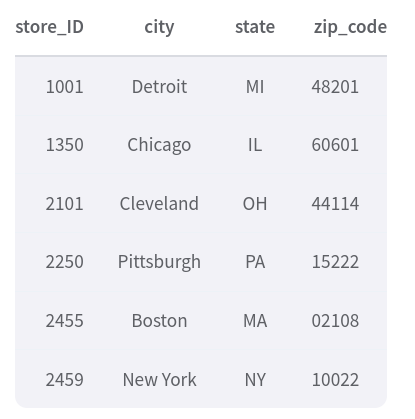 store_ID city state zip_code
1001 Detroit MI 48201
1350 Chicago IL 60601
2101 Cleveland OH 44114
2250 Pittsburgh PA 15222
2455 Boston MA 02108
2459 New York NY 10022